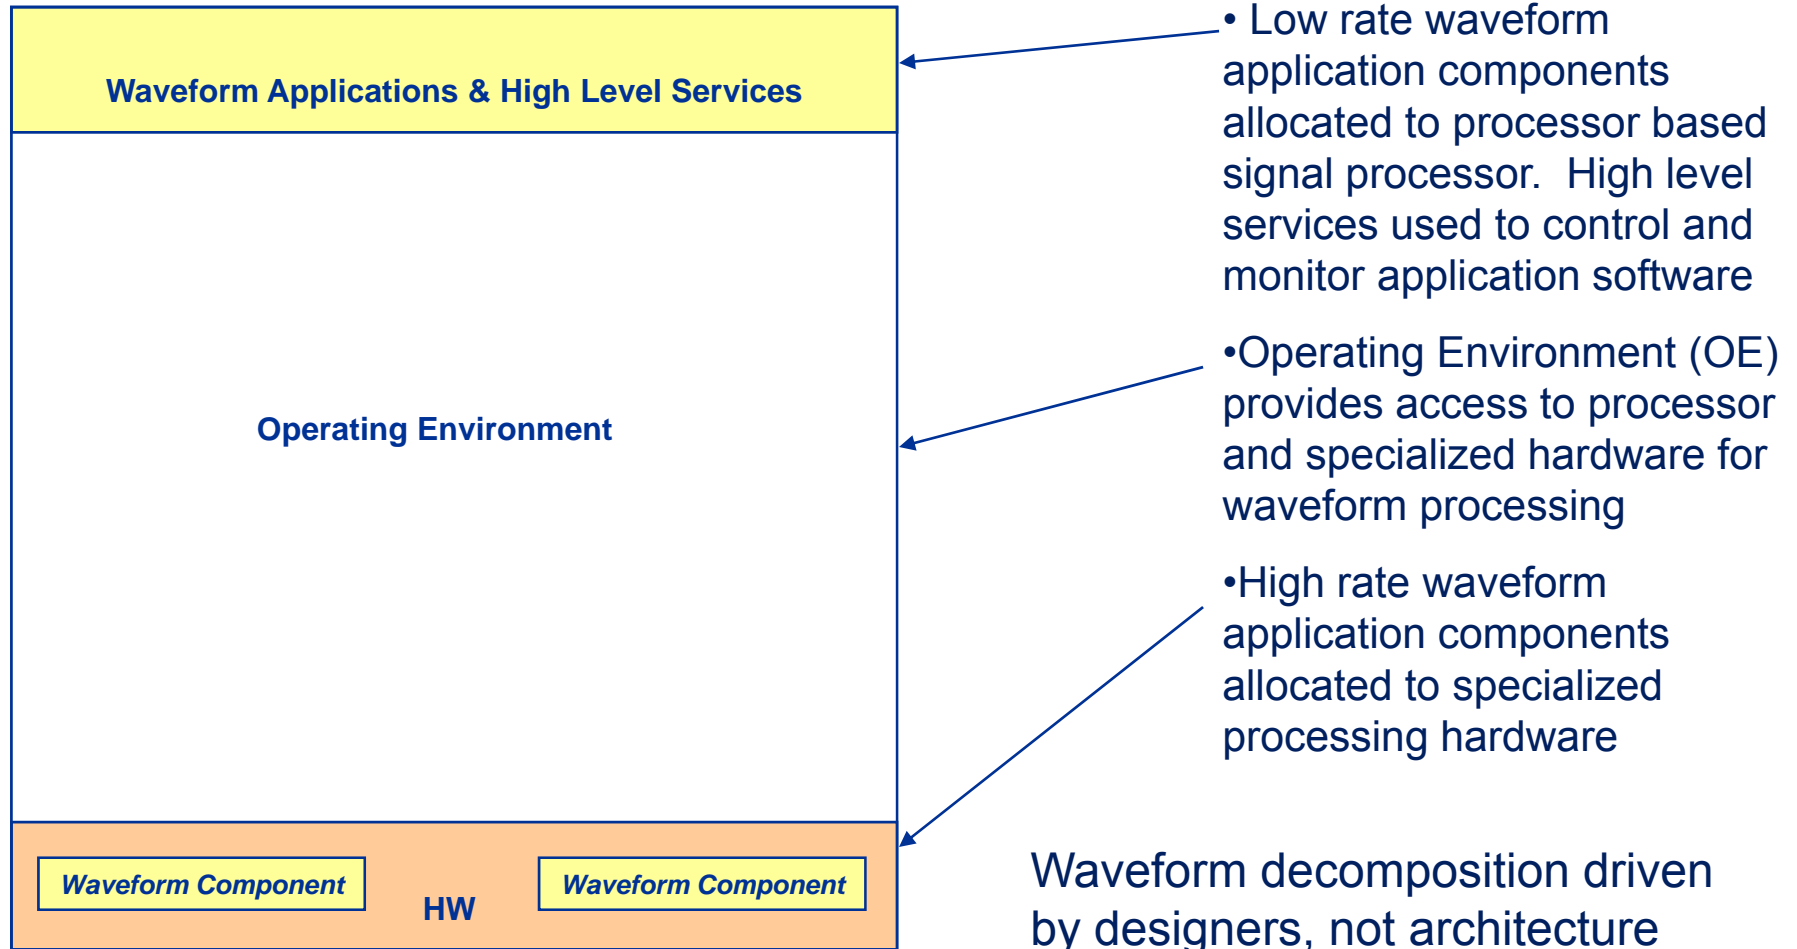 Waveform Applications & High Level Services
Operating Environment
Waveform Component
HW
Waveform Component
• Low rate waveform
application components
allocated to processor based
signal processor.  High level
services used to control and
monitor application software
•Operating Environment (OE)
provides access to processor
and specialized hardware for
waveform processing
•High rate waveform
application components
allocated to specialized
processing hardware
Waveform decomposition driven
by designers, not architecture